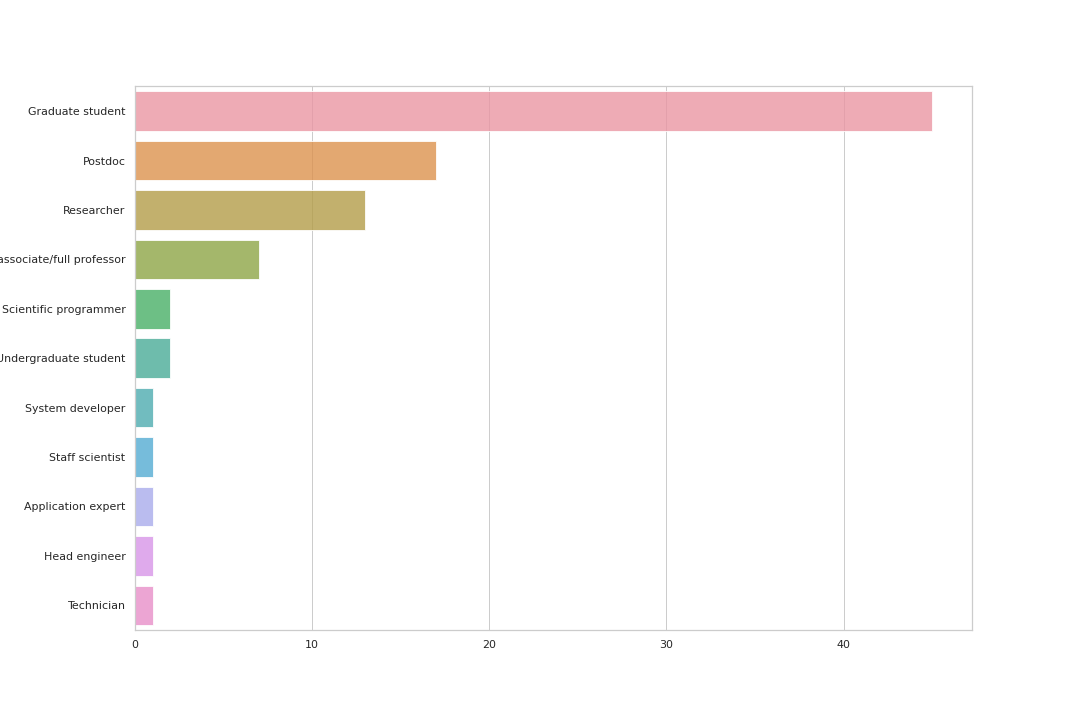 Graduate student
Postdoc
Researcher
associate/full professor
Scientific programmer
Undergraduate student
System developer
Staff scientist
Application expert
Head engineer
Technician
0 10 20 30 40